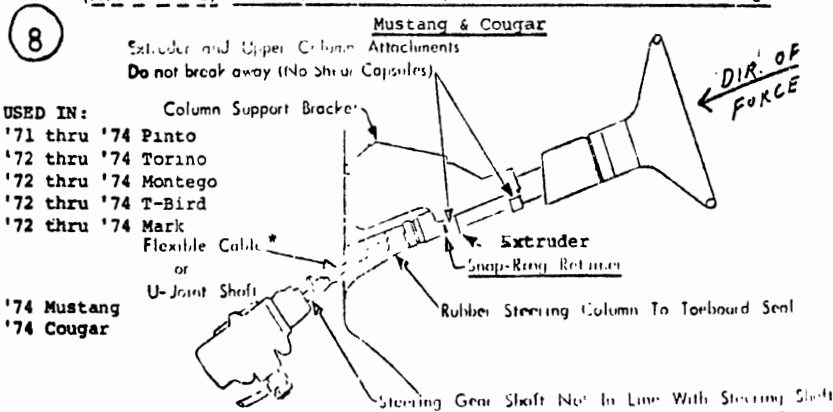 Mustang & Cougar
8
Extruder and Upper Column Attachments
Do not break away (No Shear Capsules)
DIR. OF
FORCE
Column Support Bracket
USED IN:
'71 thru '74 Pinto
'72 thru '74 Torino
'72 thru '74 Montego
'72 thru '74 T-Bird
'72 thru '74 Mark
Flexible Cable*
or
U-Joint Shaft
Extruder
Snap-Ring Retainer
'74 Mustang
'74 Cougar
Rubber Steering Column To Toeboard Seal
Steering Gear Shaft Not In Line With Steering Shaft